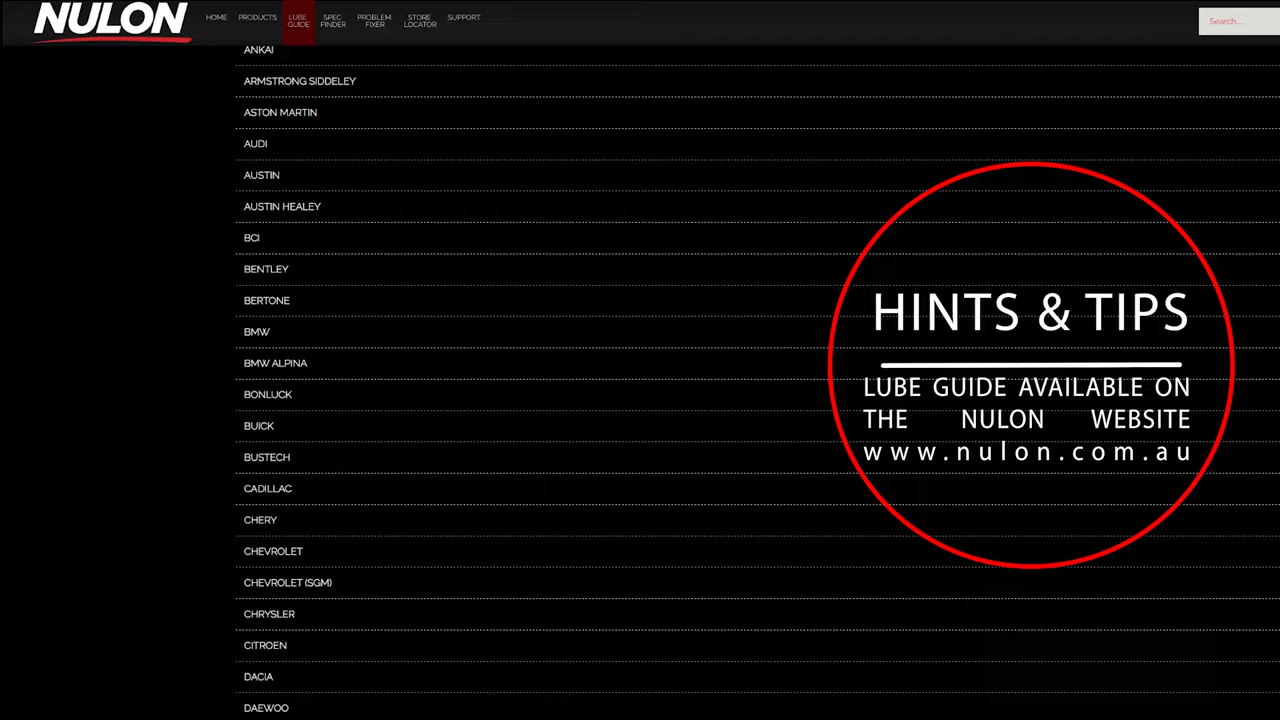 NULON
HOME
PRODUCTS
LUBE
GUIDE
SPEC
FINDER
PROBLEM
FIXER
STORE
LOCATOR
SUPPORT
Search....
ANKAI
ARMSTRONG SIDDELEY
ASTON MARTIN
AUDI
AUSTIN
AUSTIN HEALEY
BCI
BENTLEY
BERTONE
BMW
BMW ALPINA
BONLUCK
BUICK
BUSTECH
CADILLAC
CHERY
CHEVROLET
CHEVROLET (SGM)
CHRYSLER
CITROEN
DACIA
DAEWOO
HINTS & TIPS
LUBE GUIDE AVAILABLE ON
THE NULON WEBSITE
www.nulon.com.au